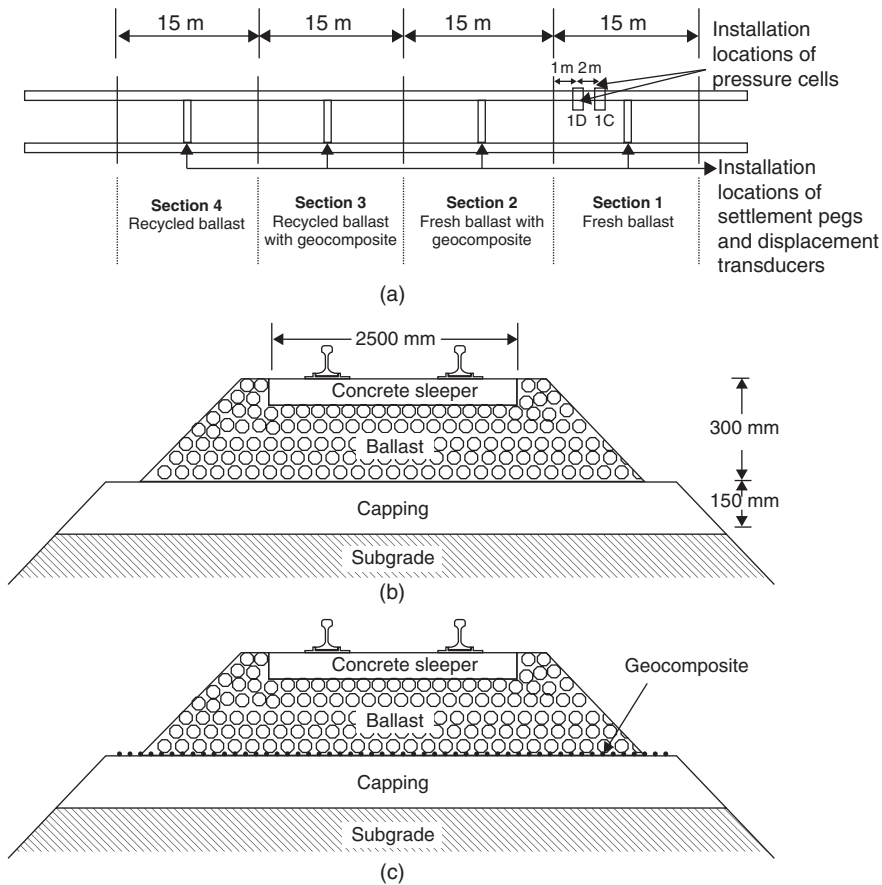 15 m
15 m
15 m
15 m
Installation
locations of
pressure cells
1 m 2 m
1D
1C
Installation
locations of
settlement pegs
and displacement
transducers
Section 4
Recycled ballast
Section 3
Recycled ballast
with geocomposite
Section 2
Fresh ballast with
geocomposite
Section 1
Fresh ballast
(a)
2500 mm
Concrete sleeper
Ballast
300 mm
150 mm
Capping
Subgrade
(b)
Concrete sleeper
Geocomposite
Ballast
Capping
Subgrade
(c)